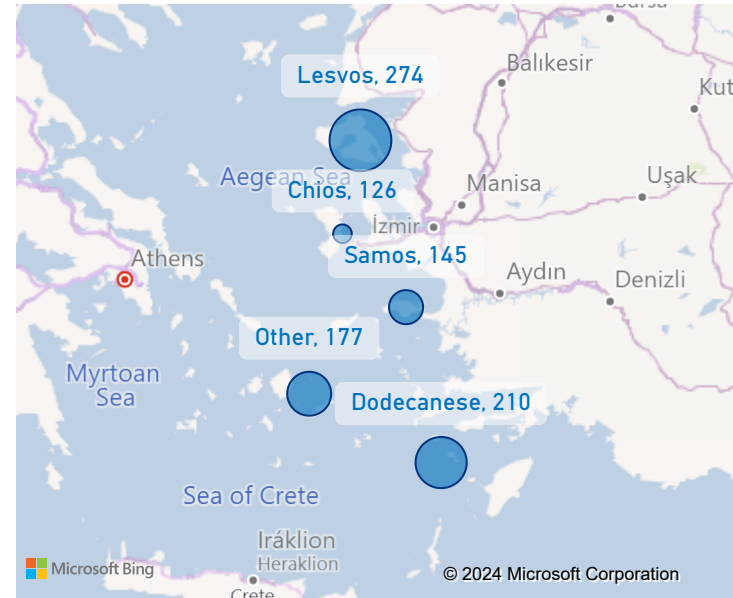 Bursa
Lesvos, 274
Balıkesir
Kut
Aegean Sea
Chios, 126
Manisa
Uşak
İzmir
Samos, 145
Athens
Aydın
Denizli
Other, 177
Myrtoan
Sea
Dodecanese, 210
Sea of Crete
Iráklion
Heraklion
Microsoft Bing
© 2024 Microsoft Corporation
Crete